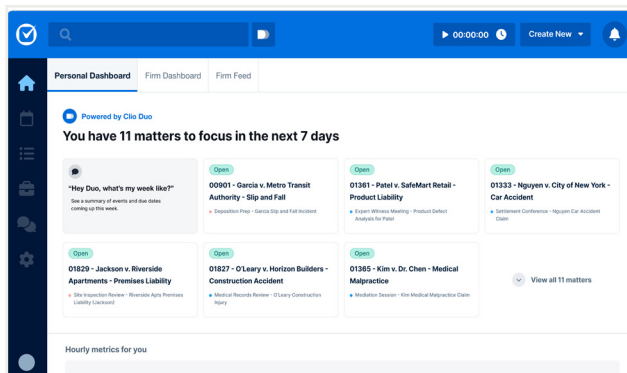 00:00:00
Create New
Personal Dashboard
Firm Dashboard
Firm Feed
Powered by Clio Duo
You have 11 matters to focus in the next 7 days
"Hey Duo, what's my week like?"
See a summary of events and due dates
coming up this week.
Open
00901 - Garcia v. Metro Transit
Authority - Slip and Fall
Deposition Prep - Garcia Slip and Fall Incident
Open
01361 - Patel v. SafeMart Retail -
Product Liability
Expert Witness Meeting - Product Defect
Analysis for Patel
Open
01333 - Nguyen v. City of New York -
Car Accident
Settlement Conference - Nguyen Car Accident
Claim
Open
01829 - Jackson v. Riverside
Apartments - Premises Liability
Site Inspection Review - Riverside Apts Premises
Liability (Jackson)
Open
01827 - O'Leary v. Horizon Builders -
Construction Accident
Medical Records Review - O'Leary Construction
Injury
Open
01365 - Kim v. Dr. Chen - Medical
Malpractice
Mediation Session - Kim Medical Malpractice Claim
View all 11 matters
Hourly metrics for you